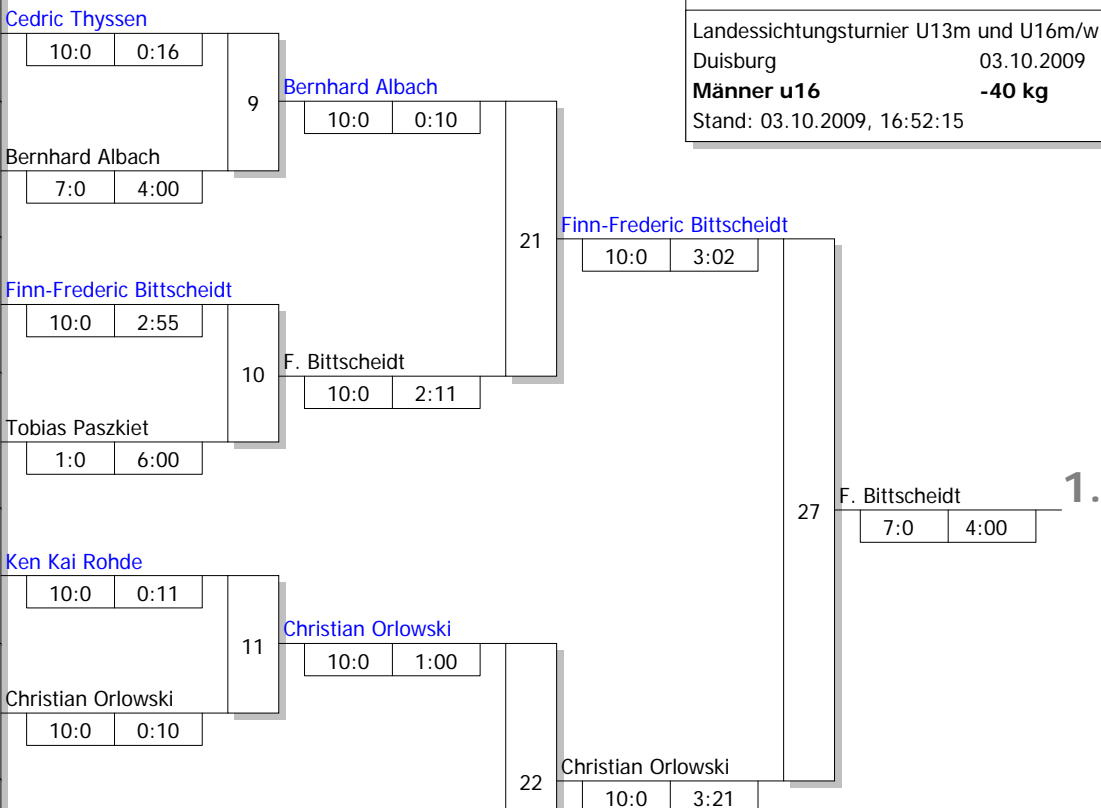 Cedric Thyssen
10:0 0:16
9
Bernhard Albach
7:0 4:00
Finn-Frederic Bittscheidt
10:0 2:55
10
Tobias Paszkiet
1:0 6:00
Ken Kai Rohde
10:0 0:11
11
Christian Orlowski
10:0 0:10
Bernhard Albach
10:0 0:10
21
F. Bittscheidt
10:0 2:11
Christian Orlowski
10:0 1:00
22
Finn-Frederic Bittscheidt
10:0 3:02
27
Christian Orlowski
10:0 3:21
F. Bittscheidt
7:0 4:00
1.
Landessichtungsturnier U13m und U16m/w
Duisburg 03.10.2009
Männer u16 -40 kg
Stand: 03.10.2009, 16:52:15